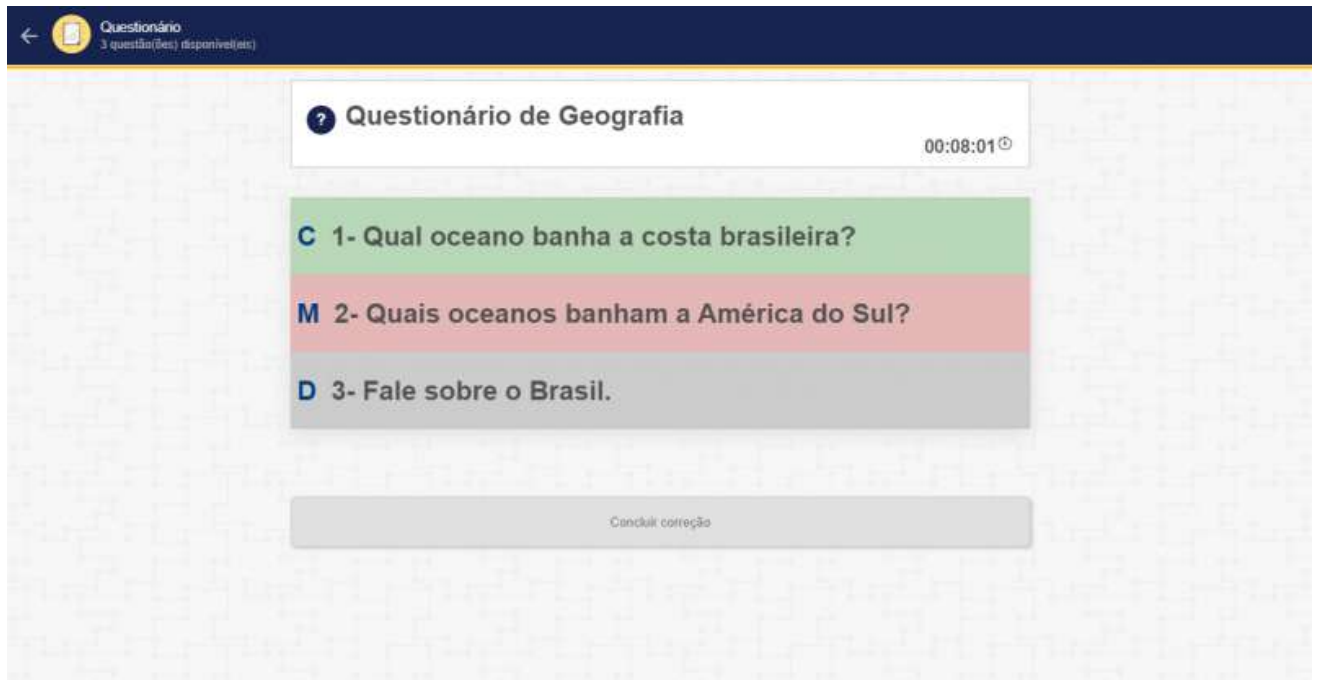 Questionário
3 questão(ões) disponível(eis)
? Questionário de Geografia
00:08:01
C 1- Qual oceano banha a costa brasileira?
M 2- Quais oceanos banham a América do Sul?
D 3- Fale sobre o Brasil.
Concluir correção